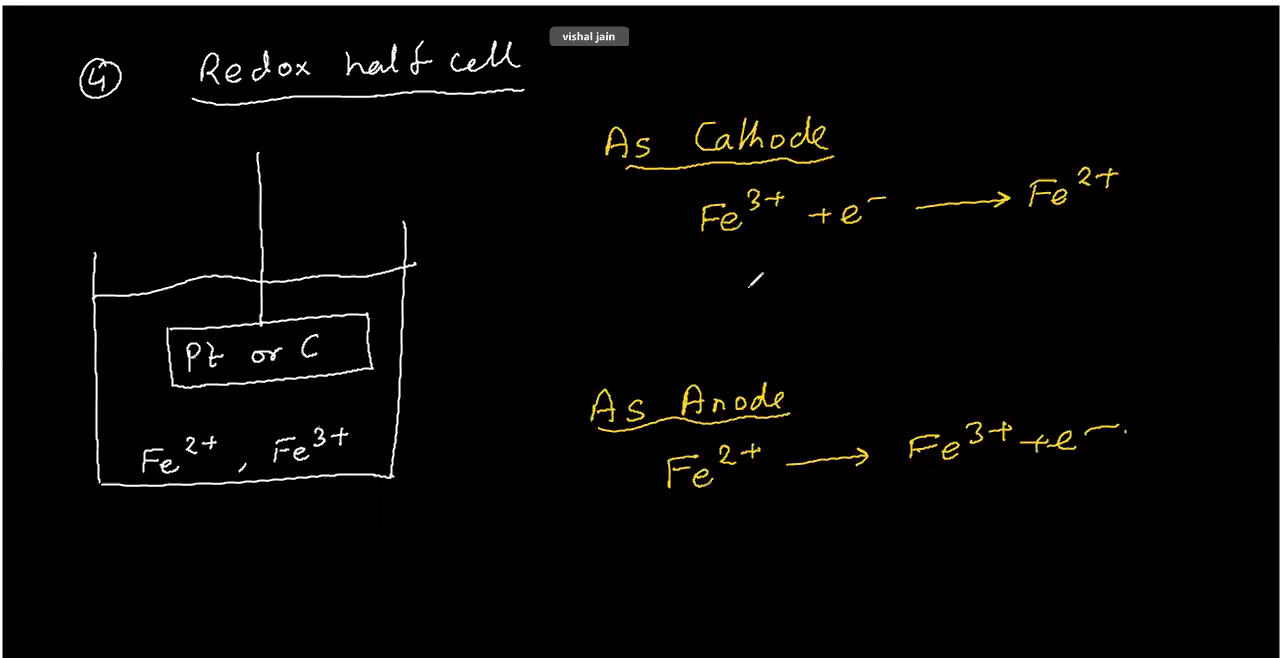 vishal jain
④ Redox half cell
As Cathode
Fe³⁺ + e⁻ ⟶ Fe²⁺
Pt or C
Fe²⁺ , Fe³⁺
As Anode
Fe²⁺ ⟶ Fe³⁺ + e⁻.